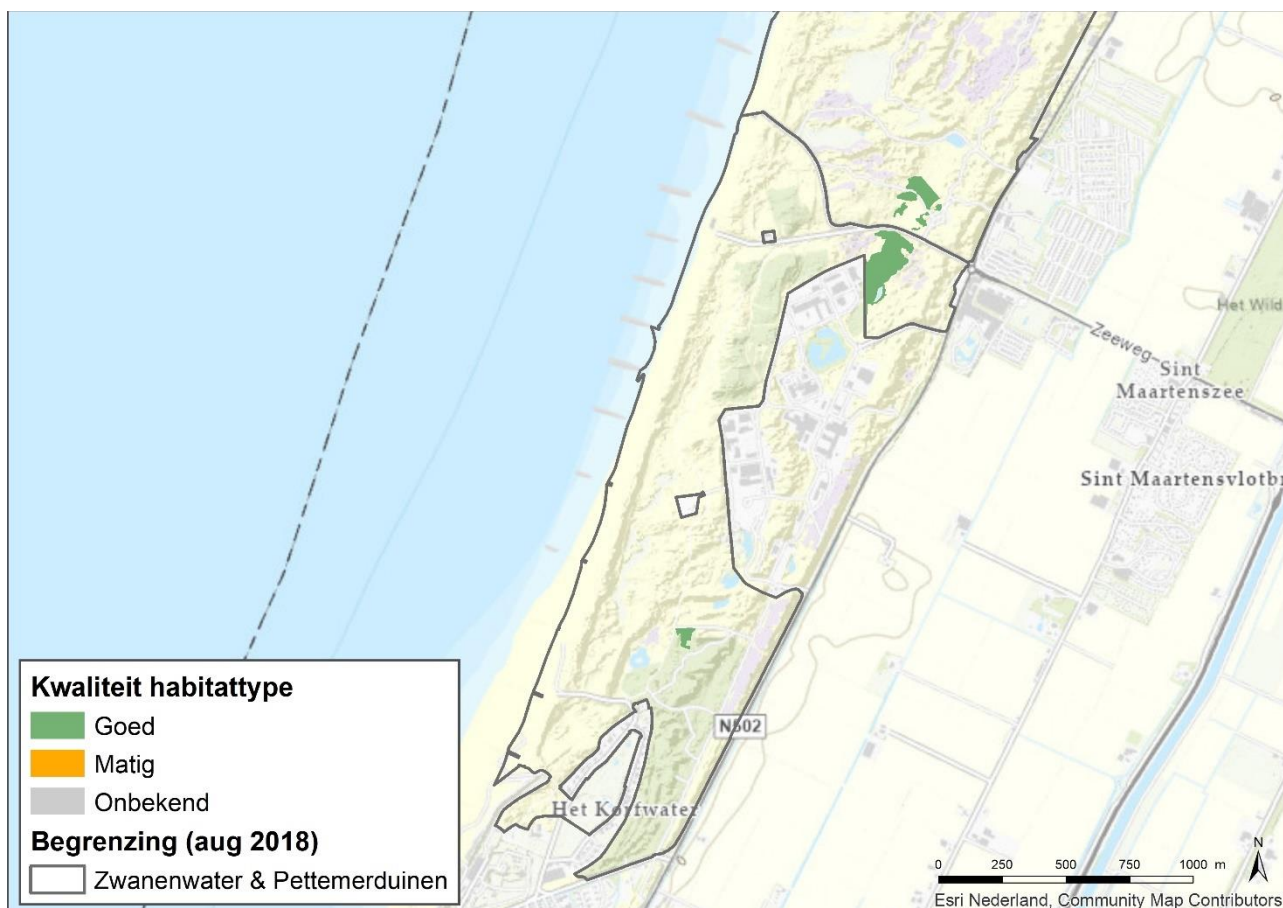 Zeeweg
Het Wild
Sint
Maartenszee
Sint Maartensvlotbr
N502
Het Korfwater
Kwaliteit habitattype
Goed
Matig
Onbekend
Begrenzing (aug 2018)
Zwanenwater & Pettemerduinen
N
0 250 500 750 1000 m
Esri Nederland, Community Map Contributors